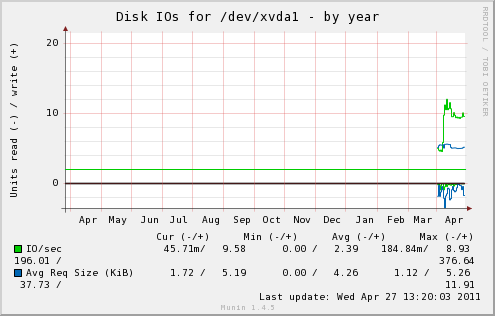 Disk IOs for /dev/xvda1 - by year
RRDTOOL / TOBI OETIKER
Units read (-) / write (+)
20
10
0
Apr May Jun Jul Aug Sep Oct Nov Dec Jan Feb Mar Apr
Cur (-/+) Min (-/+) Avg (-/+) Max (-/+)
IO/sec 45.71m/ 9.58 0.00 / 2.39 184.84m/ 8.93
196.01 / 376.64
Avg Req Size (KiB) 1.72 / 5.19 0.00 / 4.26 1.12 / 5.26
37.73 / 11.91
Last update: Wed Apr 27 13:20:03 2011
Munin 1.4.5